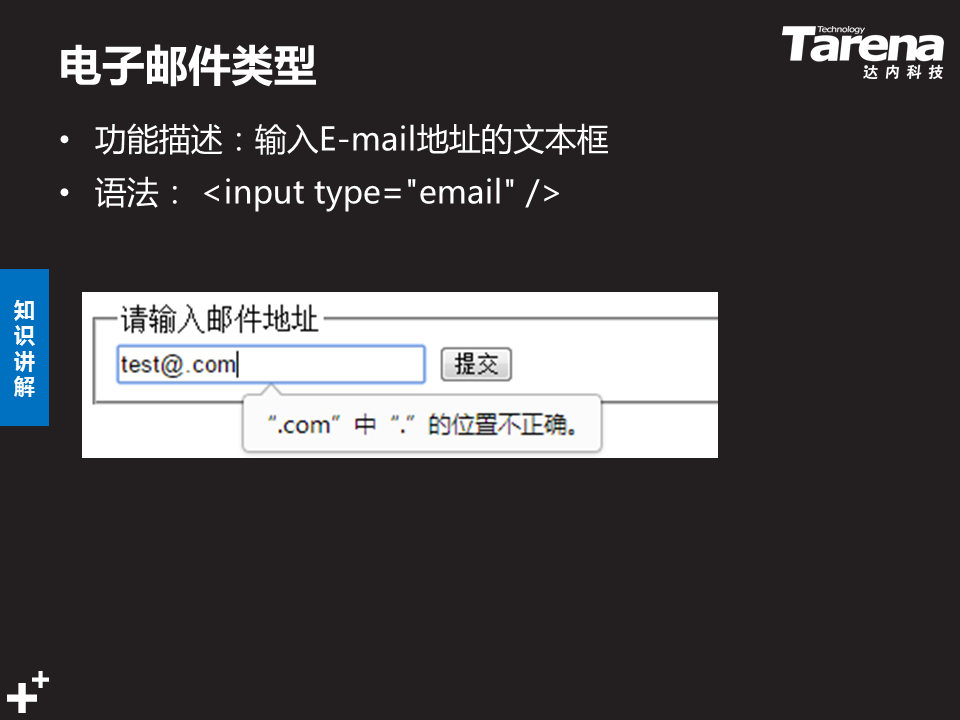 电子邮件类型
Technology
Tarena
达内科技
• 功能描述：输入E-mail地址的文本框
• 语法： <input type="email" />
知识讲解
请输入邮件地址
test@.com 提交
“.com”中“.”的位置不正确。